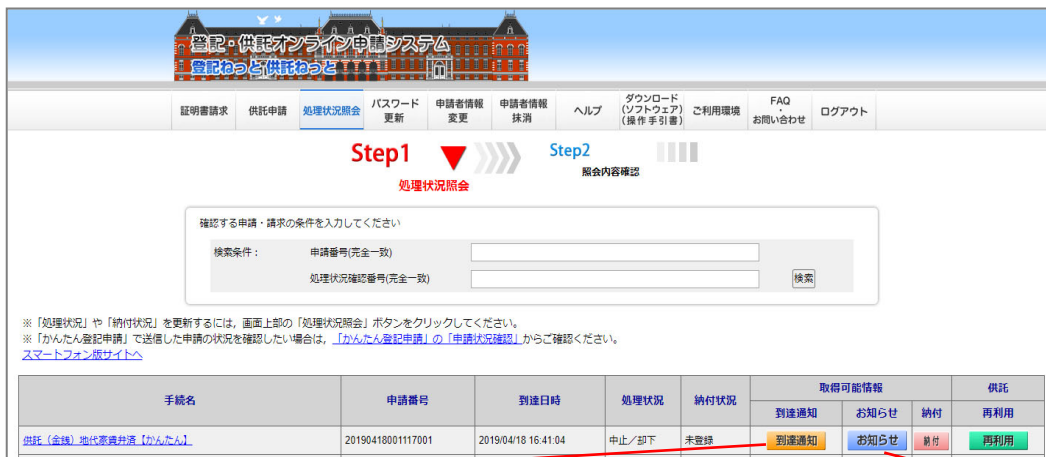 登記・供託オンライン申請システム
登記ねっと 供託ねっと
証明書請求 供託申請 処理状況照会 パスワード更新 申請者情報変更 申請者情報抹消 ヘルプ ダウンロード(ソフトウェア)(操作手引書) ご利用環境 FAQ・お問い合わせ ログアウト
Step1 Step2
処理状況照会 照会内容確認
確認する申請・請求の条件を入力してください
検索条件： 申請番号(完全一致)
処理状況確認番号(完全一致) 検索
※「処理状況」や「納付状況」を更新するには，画面上部の「処理状況照会」ボタンをクリックしてください。
※「かんたん登記申請」で送信した申請の状況を確認したい場合は，「かんたん登記申請」の「申請状況確認」からご確認ください。
スマートフォン版サイトへ
手続名 申請番号 到達日時 処理状況 納付状況 取得可能情報 供託
到達通知 お知らせ 納付 再利用
供託（金銭）地代家賃弁済【かんたん】 20190418001117001 2019/04/18 16:41:04 中止／却下 未登録 到達通知 お知らせ 納付 再利用